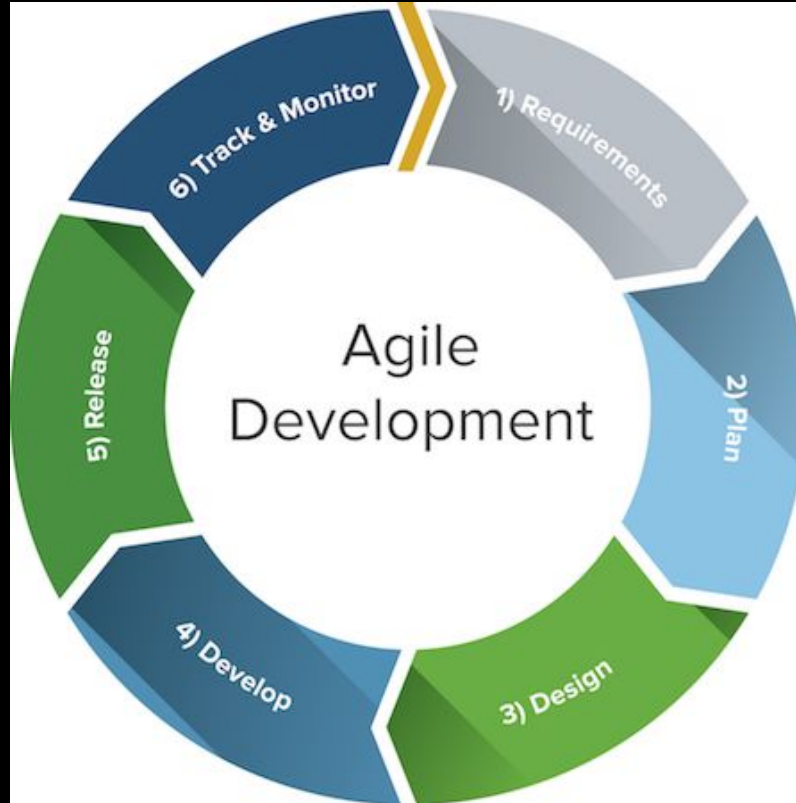 Agile
Development
1) Requirements
2) Plan
3) Design
4) Develop
5) Release
6) Track & Monitor